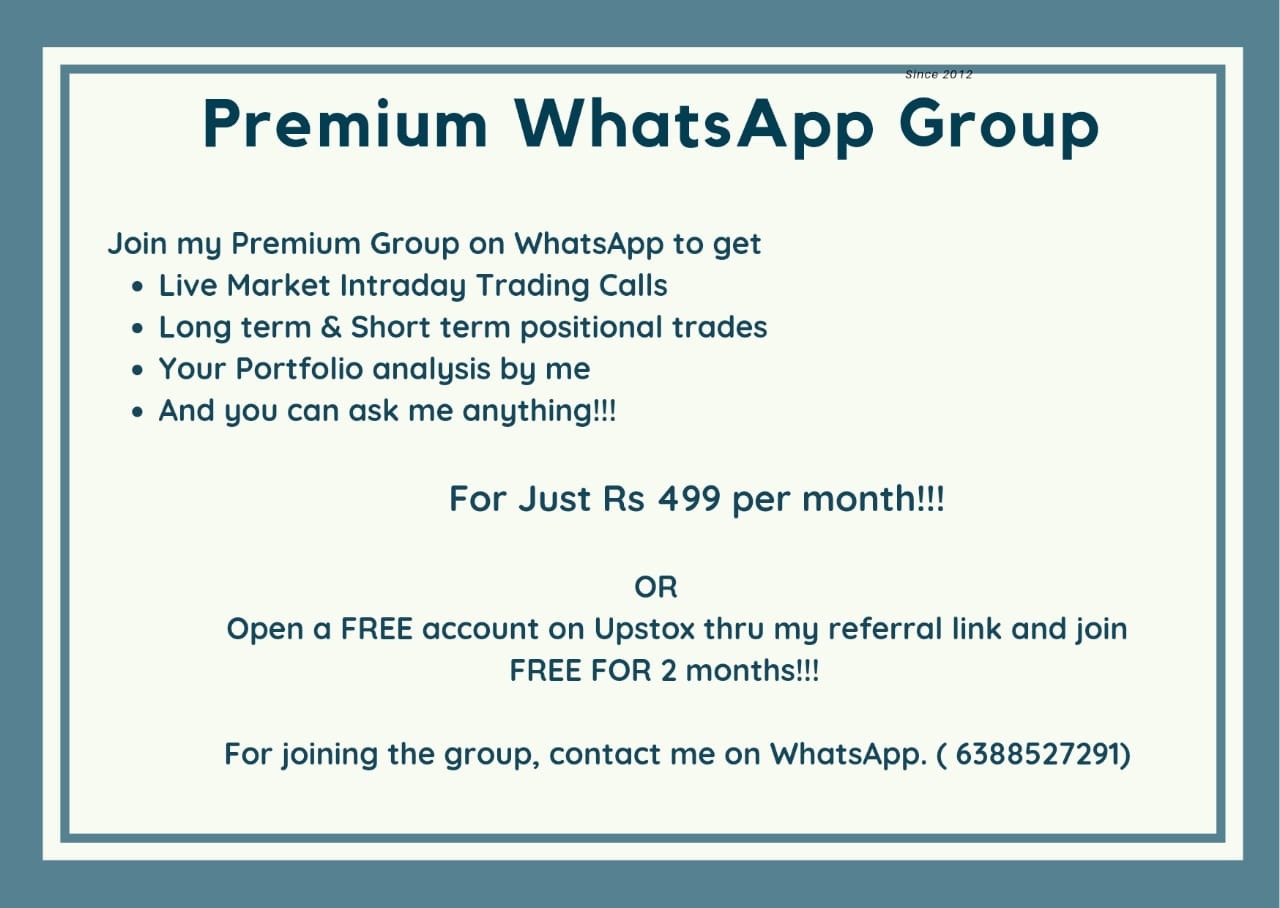 Since 2012
Premium WhatsApp Group
Join my Premium Group on WhatsApp to get
• Live Market Intraday Trading Calls
• Long term & Short term positional trades
• Your Portfolio analysis by me
• And you can ask me anything!!!
For Just Rs 499 per month!!!
OR
Open a FREE account on Upstox thru my referral link and join
FREE FOR 2 months!!!
For joining the group, contact me on WhatsApp. ( 6388527291)